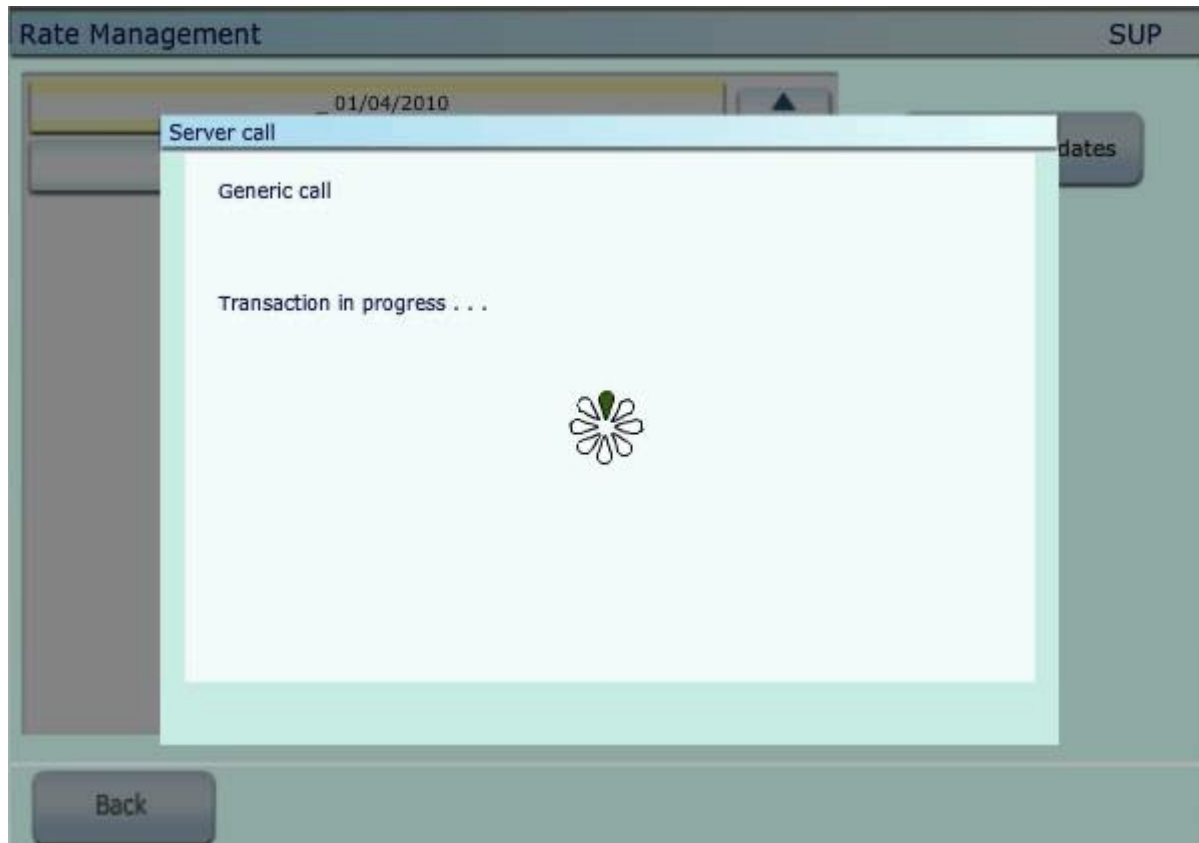 Rate Management SUP
_ 01/04/2010
Server call
dates
Generic call
Transaction in progress . . .
Back